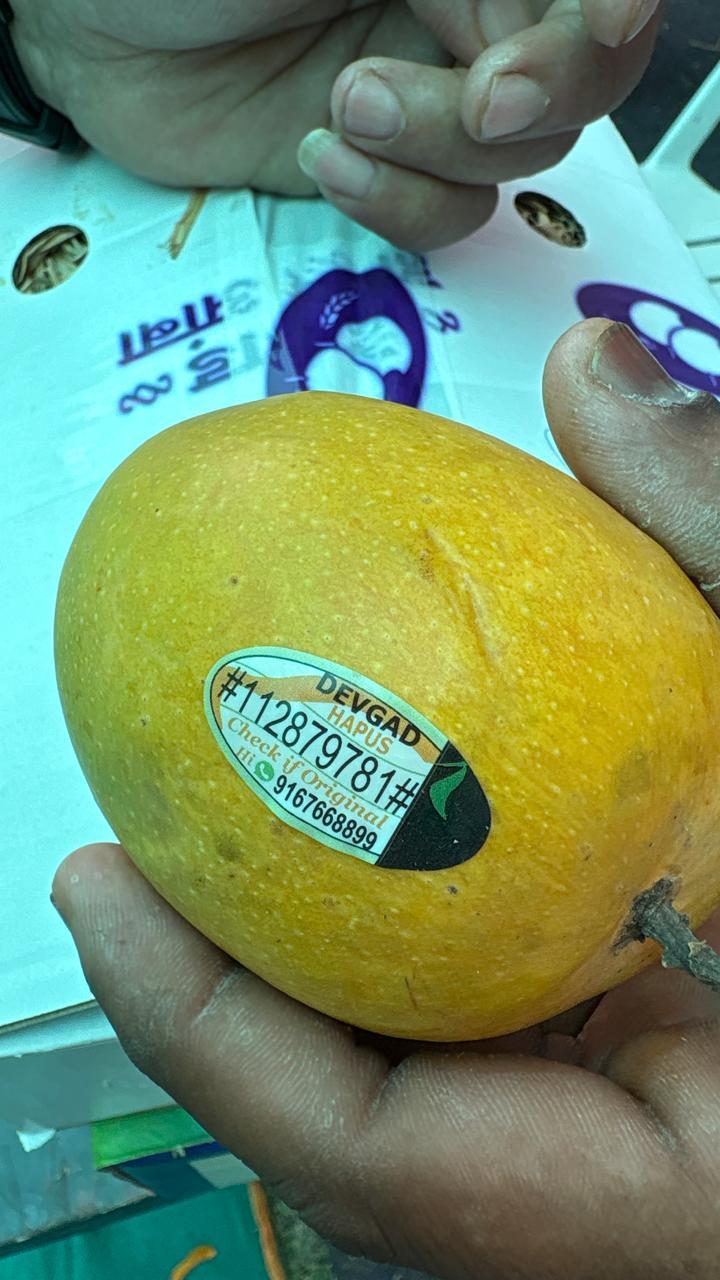 DEVGAD
HAPUS
#112879781#
Check if Original
Hi 9167668899